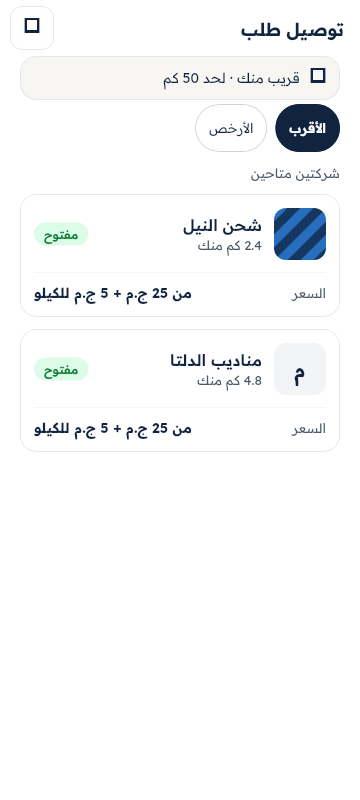 توصيل طلب
قريب منك · لحد 50 كم
الأقرب
الأرخص
شركتين متاحين
شحن النيل
2.4 كم منك
مفتوح
السعر
من 25 ج.م + 5 ج.م للكيلو
م
مناديب الدلتا
4.8 كم منك
مفتوح
السعر
من 25 ج.م + 5 ج.م للكيلو